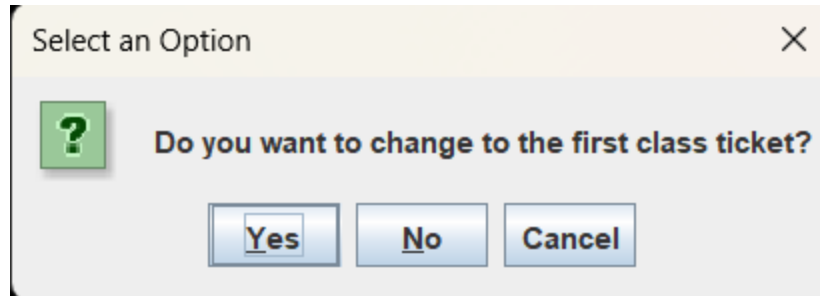 Select an Option
Do you want to change to the first class ticket?
Yes No Cancel